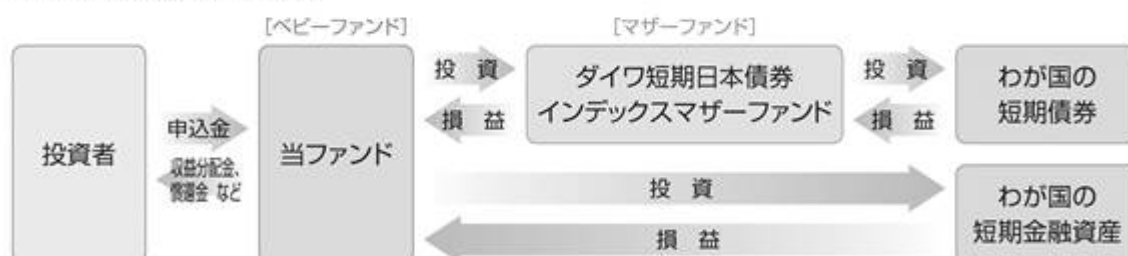 [ベビーファンド]
[マザーファンド]
投資者
申込金
収益分配金、
償還金 など
当ファンド
投 資
損 益
ダイワ短期日本債券
インデックスマザーファンド
投 資
損 益
わが国の
短期債券
投 資
損 益
わが国の
短期金融資産